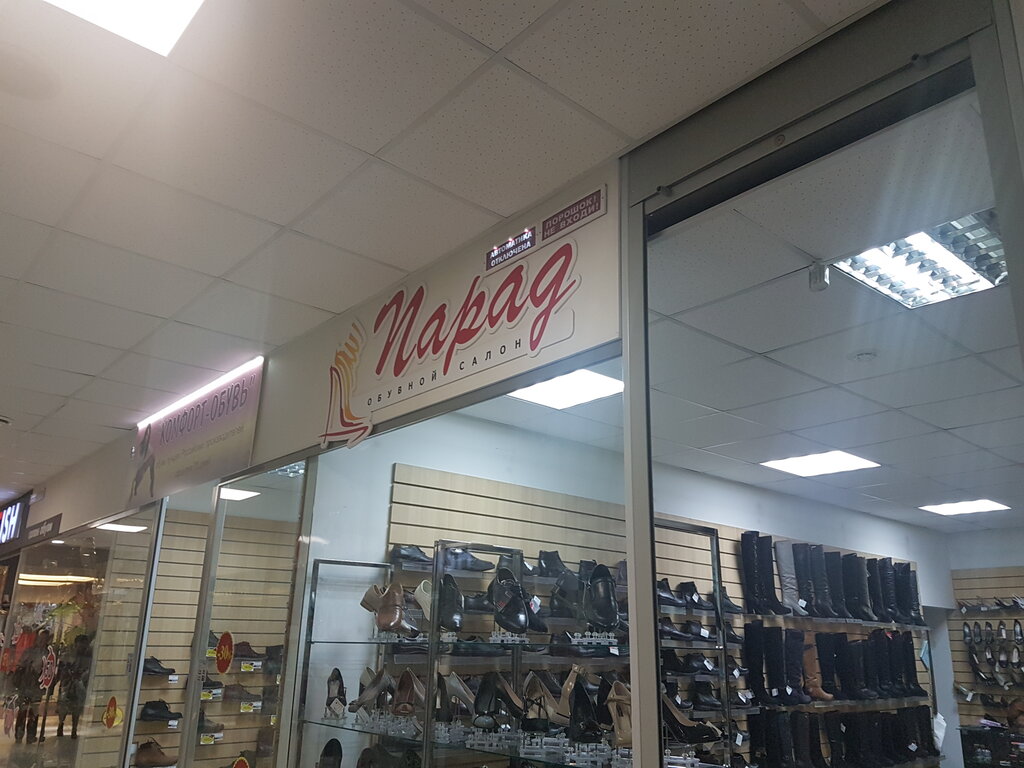 АВТОМАТИКА
ОТКЛЮЧЕНА
ПОРОШОК!
НЕ ВХОДИ!
Парад
ОБУВНОЙ САЛОН
"КОМФОРТ-ОБУВЬ"